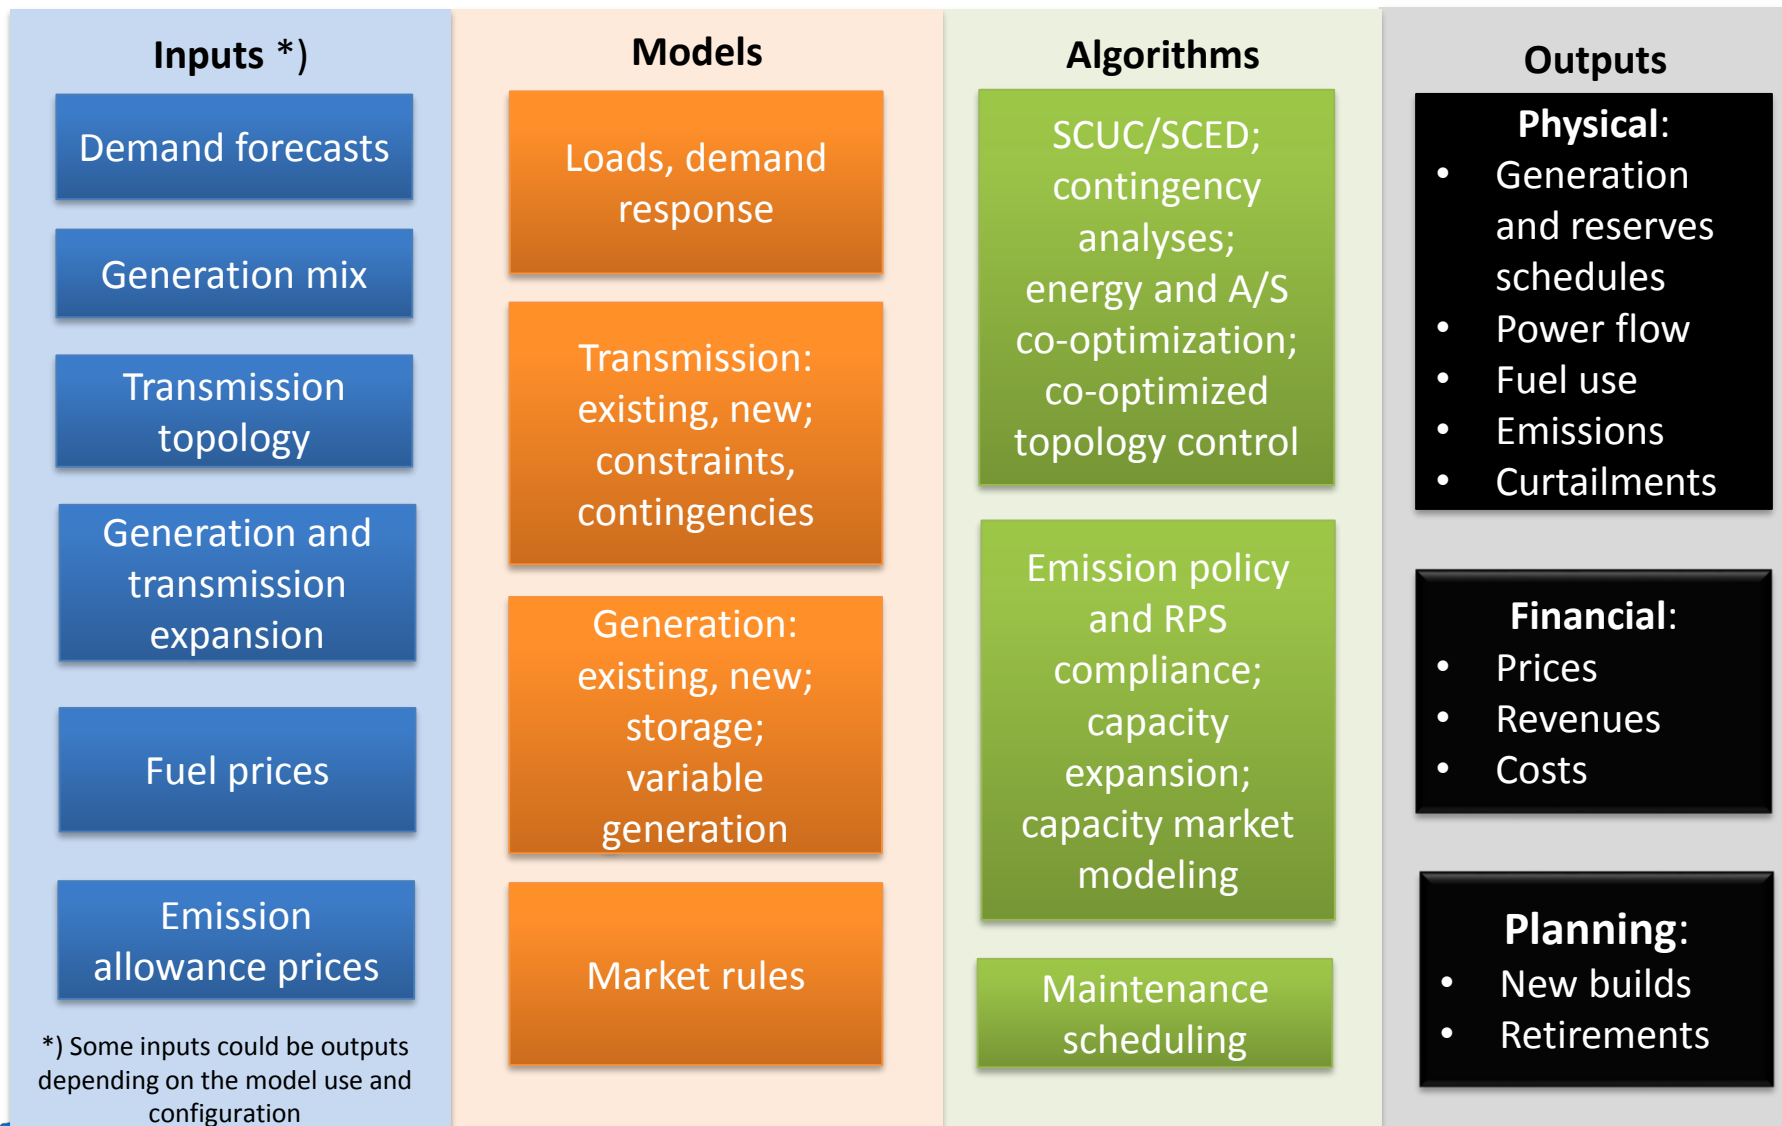 Inputs *)
Demand forecasts
Generation mix
Transmission
topology
Generation and
transmission
expansion
Fuel prices
Emission
allowance prices
*) Some inputs could be outputs
depending on the model use and
configuration
Models
Loads, demand
response
Transmission:
existing, new;
constraints,
contingencies
Generation:
existing, new;
storage;
variable
generation
Market rules
Algorithms
SCUC/SCED;
contingency
analyses;
energy and A/S
co-optimization;
co-optimized
topology control
Emission policy
and RPS
compliance;
capacity
expansion;
capacity market
modeling
Maintenance
scheduling
Outputs
Physical:
• Generation
and reserves
schedules
• Power flow
• Fuel use
• Emissions
• Curtailments
Financial:
• Prices
• Revenues
• Costs
Planning:
• New builds
• Retirements